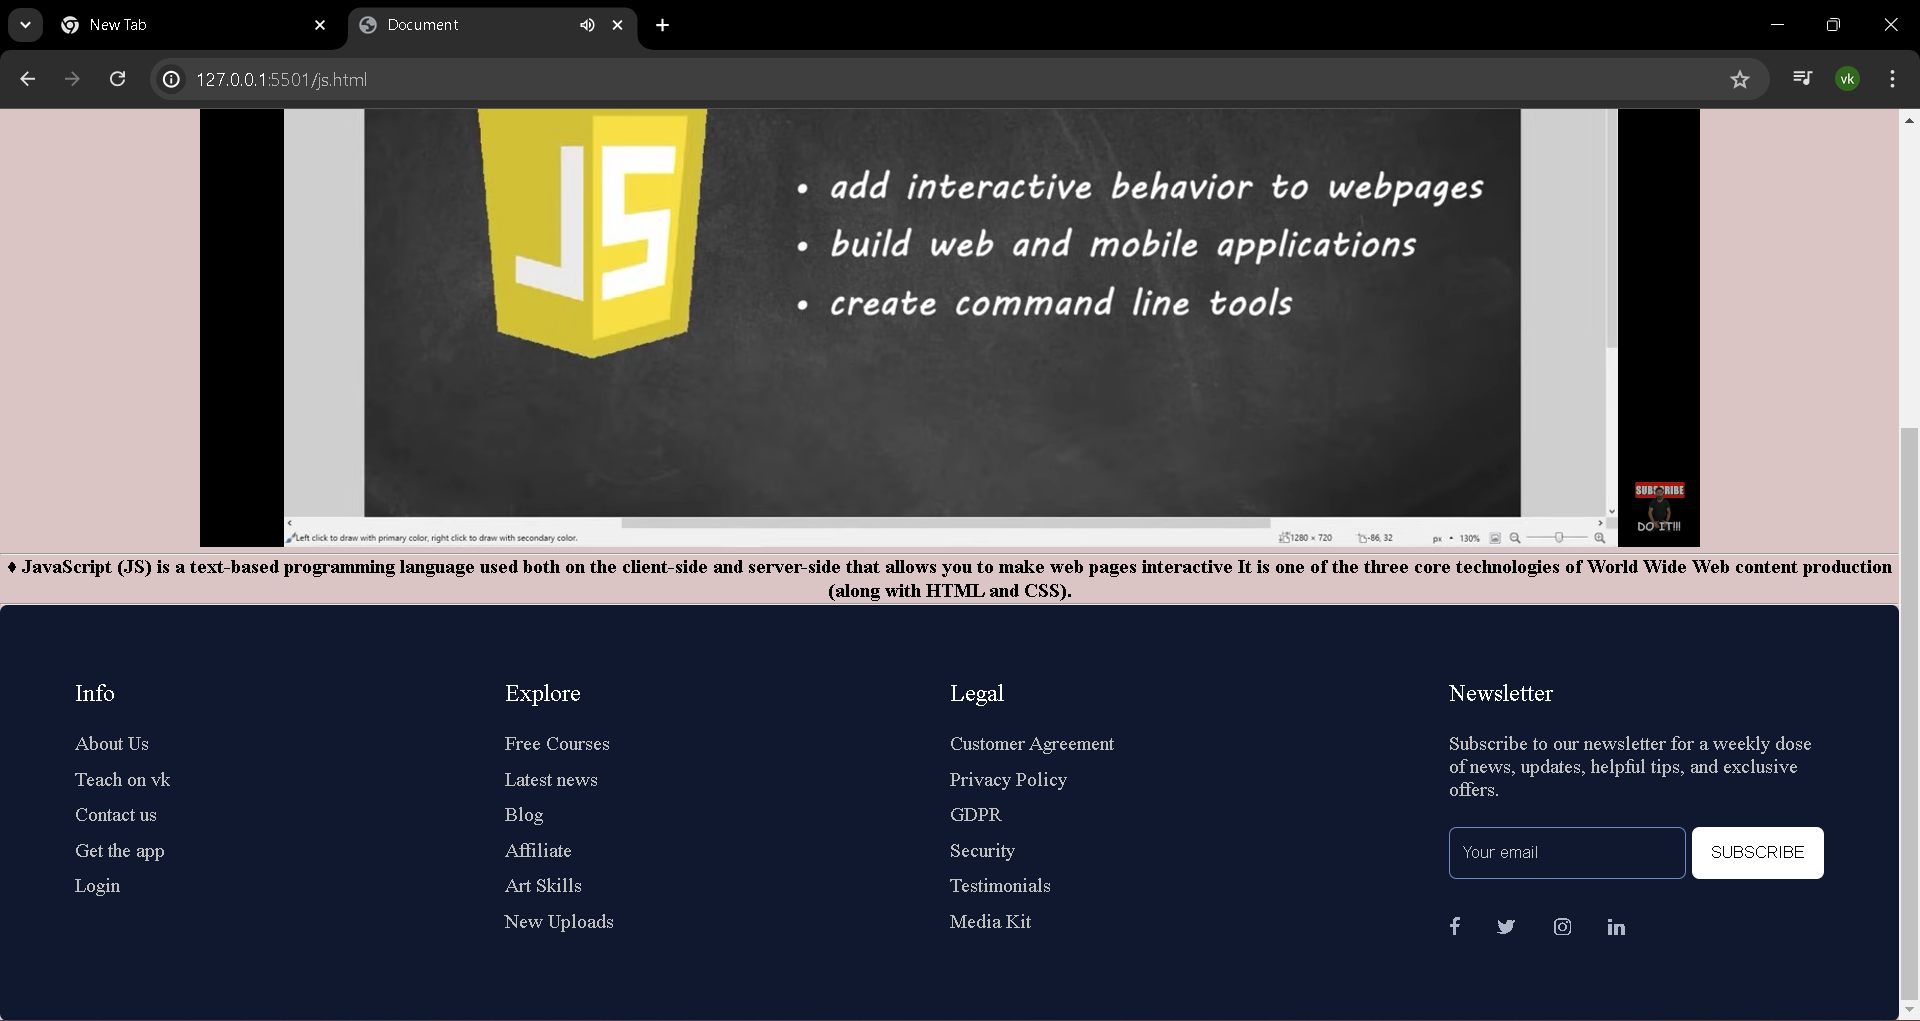 New Tab
Document
127.0.0.1:5501/js.html
vk
JS
• add interactive behavior to webpages
• build web and mobile applications
• create command line tools
SUBSCRIBE
DO IT!!!
Left click to draw with primary color, right click to draw with secondary color.
1280 × 720
-86, 32
px
130%
♦ JavaScript (JS) is a text-based programming language used both on the client-side and server-side that allows you to make web pages interactive It is one of the three core technologies of World Wide Web content production
(along with HTML and CSS).
Info
About Us
Teach on vk
Contact us
Get the app
Login
Explore
Free Courses
Latest news
Blog
Affiliate
Art Skills
New Uploads
Legal
Customer Agreement
Privacy Policy
GDPR
Security
Testimonials
Media Kit
Newsletter
Subscribe to our newsletter for a weekly dose
of news, updates, helpful tips, and exclusive
offers.
Your email
SUBSCRIBE